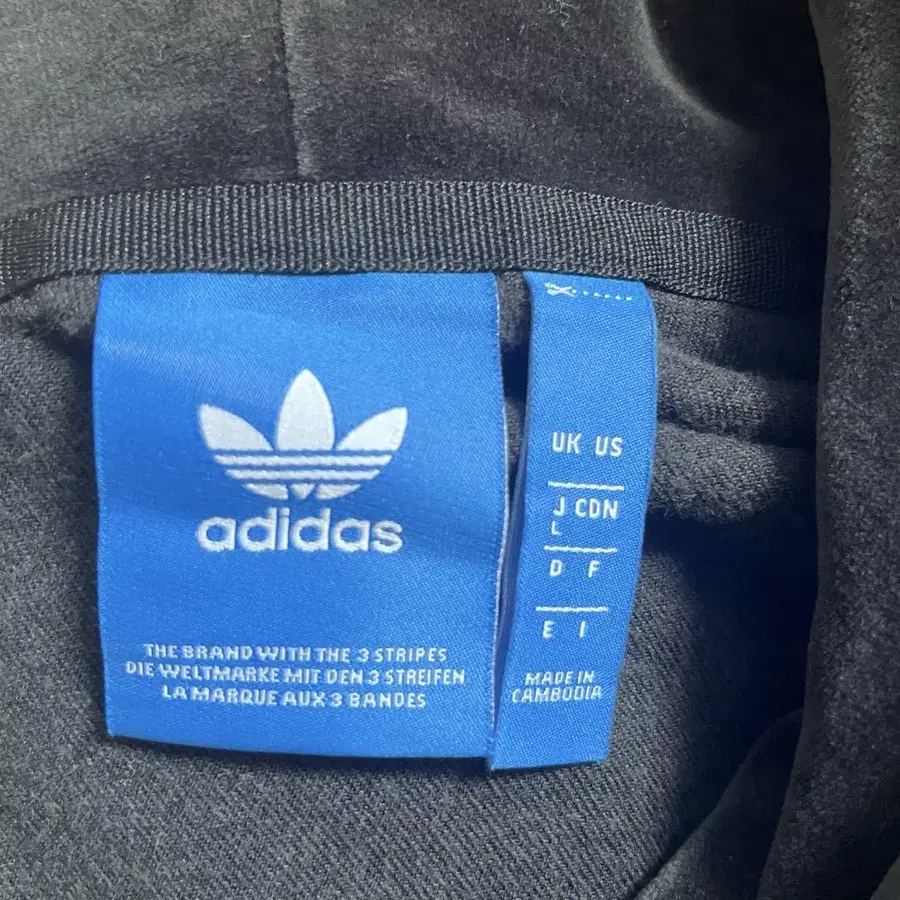 adidas
THE BRAND WITH THE 3 STRIPES
DIE WELTMARKE MIT DEN 3 STREIFEN
LA MARQUE AUX 3 BANDES
UK US
J CDN
L
D F
E I
MADE IN
CAMBODIA